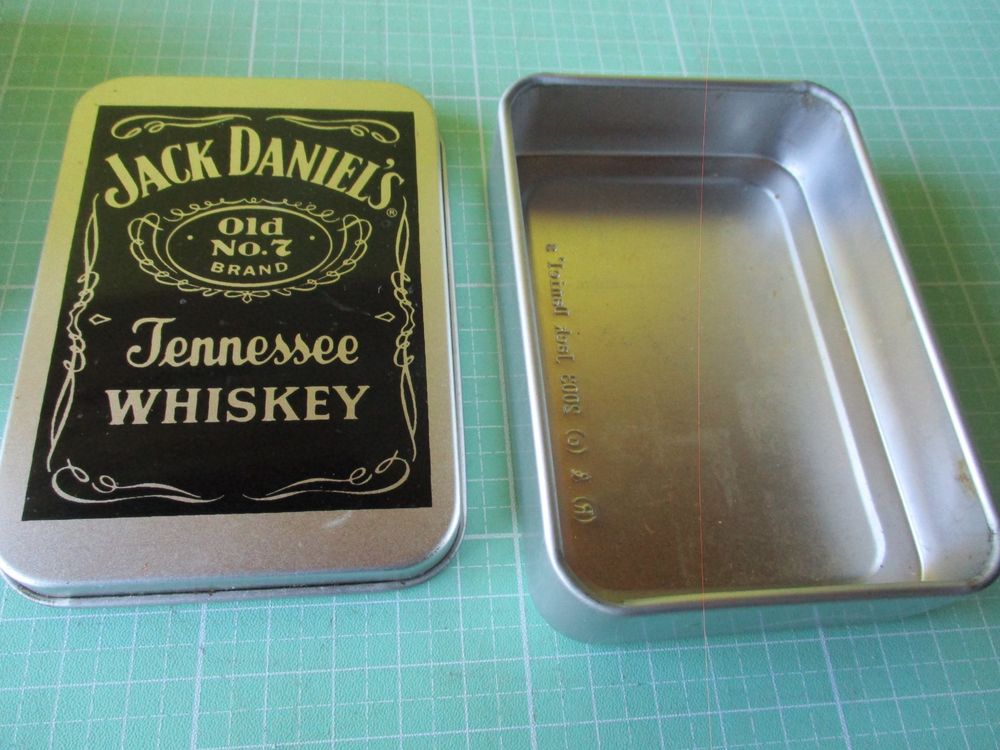 JACK DANIEL'S®
Old
No.7
BRAND
Tennessee
WHISKEY
(R) & (C) 2008 Jack Daniel's